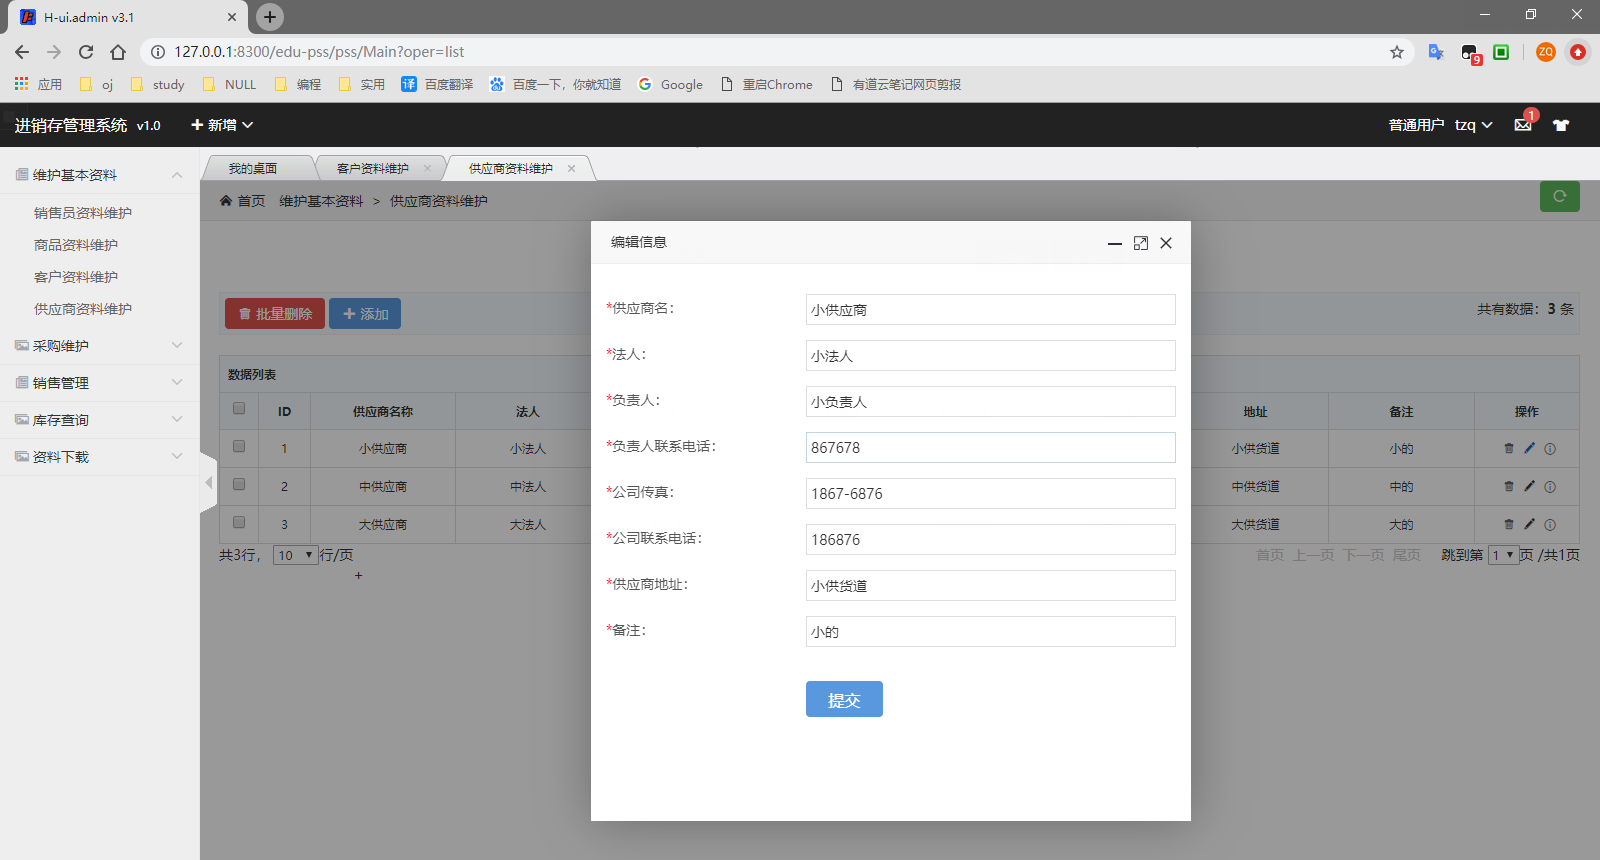 H-ui.admin v3.1
127.0.0.1:8300/edu-pss/pss/Main?oper=list
ZQ
9
应用 oj study NULL 编程 实用 译 百度翻译 百度一下，你就知道 G Google 重启Chrome 有道云笔记网页剪报
进销存管理系统 v1.0 新增 普通用户 tzq 1
维护基本资料
销售员资料维护
商品资料维护
客户资料维护
供应商资料维护
采购维护
销售管理
库存查询
资料下载
我的桌面 客户资料维护 供应商资料维护
首页 维护基本资料 > 供应商资料维护
批量删除 添加 共有数据：3 条
数据列表
ID 供应商名称 法人 地址 备注 操作
1 小供应商 小法人 小供货道 小的
2 中供应商 中法人 中供货道 中的
3 大供应商 大法人 大供货道 大的
共3行， 10 行/页 首页 上一页 下一页 尾页 跳到第 1 页 /共1页
编辑信息
*供应商名： 小供应商
*法人： 小法人
*负责人： 小负责人
*负责人联系电话： 867678
*公司传真： 1867-6876
*公司联系电话： 186876
*供应商地址： 小供货道
*备注： 小的
提交